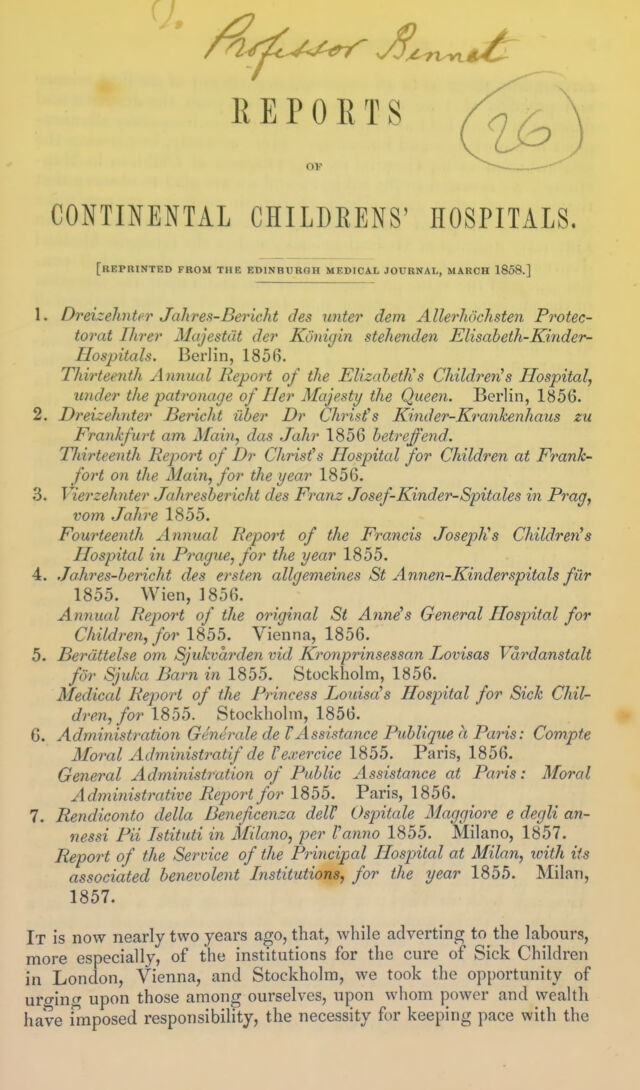 Professor Bennet
26
REPORTS
OF
CONTINENTAL CHILDRENS' HOSPITALS.
[REPRINTED FROM THE EDINBURGH MEDICAL JOURNAL, MARCH 1858.]
1. Dreizehnter Jahres-Bericht des unter dem Allerhöchsten Protec-
torat Ihrer Majestät der Königin stehenden Elisabeth-Kinder-
Hospitals. Berlin, 1856.
Thirteenth Annual Report of the Elizabeth's Children's Hospital,
under the patronage of Her Majesty the Queen. Berlin, 1856.
2. Dreizehnter Bericht über Dr Christ's Kinder-Krankenhaus zu
Frankfurt am Main, das Jahr 1856 betreffend.
Thirteenth Report of Dr Christ's Hospital for Children at Frank-
fort on the Main, for the year 1856.
3. Vierzehnter Jahresbericht des Franz Josef-Kinder-Spitales in Prag,
vom Jahre 1855.
Fourteenth Annual Report of the Francis Joseph's Children's
Hospital in Prague, for the year 1855.
4. Jahres-bericht des ersten allgemeines St Annen-Kinderspitals für
1855. Wien, 1856.
Annual Report of the original St Anne's General Hospital for
Children, for 1855. Vienna, 1856.
5. Berättelse om Sjukvården vid Kronprinsessan Lovisas Vårdanstalt
för Sjuka Barn in 1855. Stockholm, 1856.
Medical Report of the Princess Louisa's Hospital for Sick Chil-
dren, for 1855. Stockholm, 1856.
6. Administration Générale de l'Assistance Publique à Paris: Compte
Moral Administratif de l'exercice 1855. Paris, 1856.
General Administration of Public Assistance at Paris: Moral
Administrative Report for 1855. Paris, 1856.
7. Rendiconto della Beneficenza dell' Ospitale Maggiore e degli an-
nessi Pii Istituti in Milano, per l'anno 1855. Milano, 1857.
Report of the Service of the Principal Hospital at Milan, with its
associated benevolent Institutions, for the year 1855. Milan,
1857.
IT is now nearly two years ago, that, while adverting to the labours,
more especially, of the institutions for the cure of Sick Children
in London, Vienna, and Stockholm, we took the opportunity of
urging upon those among ourselves, upon whom power and wealth
have imposed responsibility, the necessity for keeping pace with the